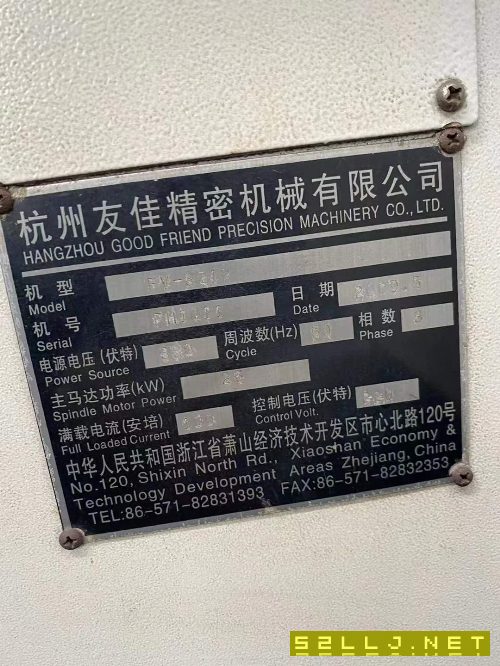 杭州友佳精密机械有限公司
HANGZHOU GOOD FRIEND PRECISION MACHINERY CO., LTD.
机型
Model
机号
Serial
日期
Date
电源电压(伏特)
Power Source
周波数(Hz)
Cycle
相数
Phase
主马达功率(kW)
Spindle Motor Power
满载电流(安培)
Full Loaded Current
控制电压(伏特)
Control Volt.
中华人民共和国浙江省萧山经济技术开发区市心北路120号
No.120, Shixin North Rd., Xiaoshan Economy &
Technology Development Areas Zhejiang, China
TEL:86-571-82831393 FAX:86-571-82832353
52LLJ.NET